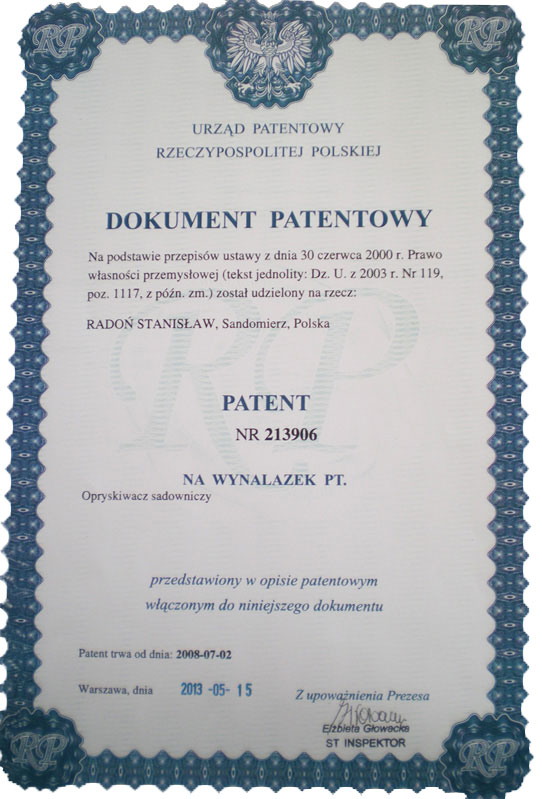 RP
RP
URZĄD PATENTOWY
RZECZYPOSPOLITEJ POLSKIEJ
DOKUMENT PATENTOWY
Na podstawie przepisów ustawy z dnia 30 czerwca 2000 r. Prawo
własności przemysłowej (tekst jednolity: Dz. U. z 2003 r. Nr 119,
poz. 1117, z późn. zm.) został udzielony na rzecz:
RADOŃ STANISŁAW, Sandomierz, Polska
RP
PATENT
NR 213906
NA WYNALAZEK PT.
Opryskiwacz sadowniczy
przedstawiony w opisie patentowym
włączonym do niniejszego dokumentu
Patent trwa od dnia: 2008-07-02
Warszawa, dnia 2013-05-15
Z upoważnienia Prezesa
Elżbieta Głowacka
ST INSPEKTOR
RP
RP